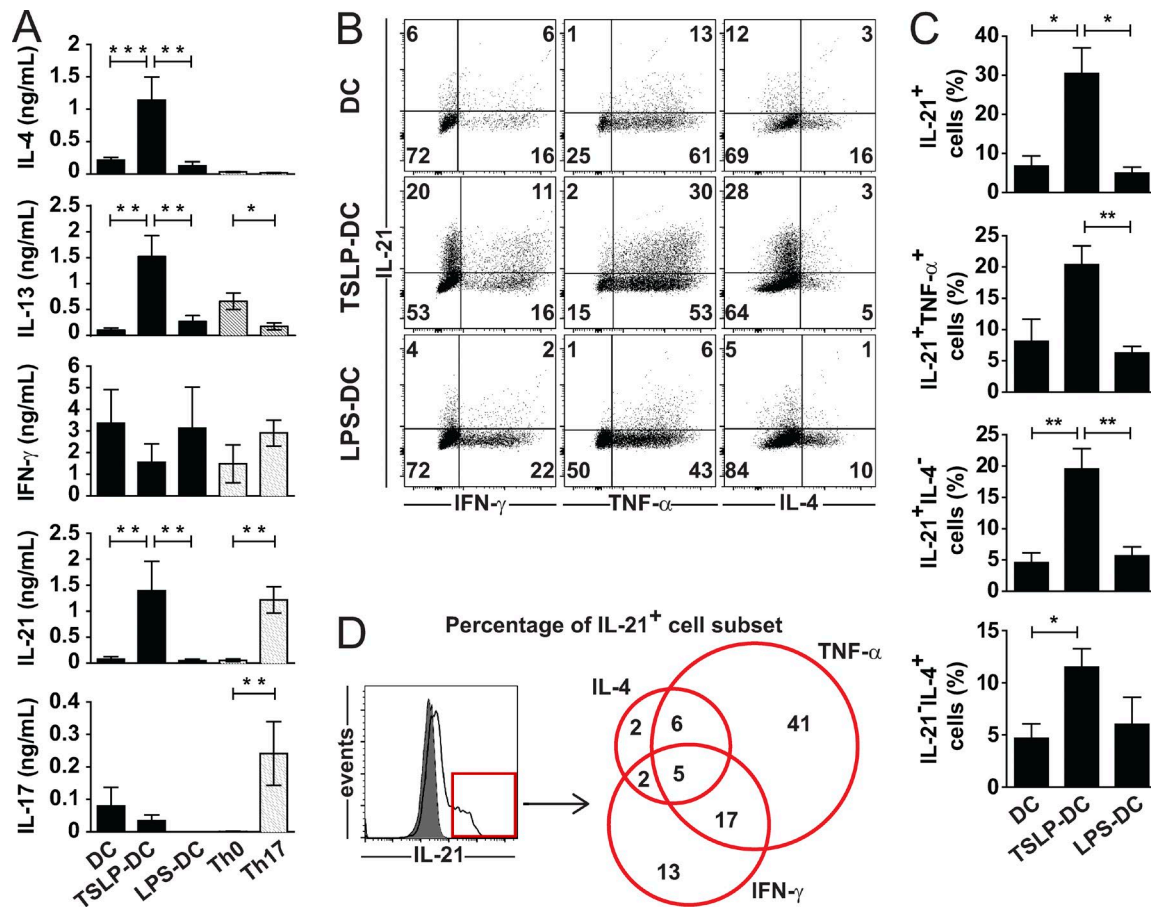 A
IL-4 (ng/mL)
2
1.5
1
0.5
0
*** **
IL-13 (ng/mL)
2.5
2
1.5
1
0.5
0
** ** *
IFN-γ (ng/mL)
6
5
4
3
2
1
0
IL-21 (ng/mL)
2.5
2
1.5
1
0.5
0
** ** **
IL-17 (ng/mL)
0.4
0.3
0.2
0.1
0
**
DC TSLP-DC LPS-DC Th0 Th17
B
DC
6 6 1 13 12 3
72 16 25 61 69 16
TSLP-DC
20 11 2 30 28 3
53 16 15 53 64 5
LPS-DC
4 2 1 6 5 1
72 22 50 43 84 10
IL-21
IFN-γ TNF-α IL-4
C
IL-21+
cells (%)
40
30
20
10
0
* *
IL-21+TNF-α+
cells (%)
25
20
15
10
5
0
**
IL-21+IL-4-
cells (%)
25
20
15
10
5
0
** **
IL-21-IL-4+
cells (%)
15
10
5
0
*
DC TSLP-DC LPS-DC
D
Percentage of IL-21+ cell subset
events
IL-21
IL-4
TNF-α
IFN-γ
2 6 41
2 5
17
13